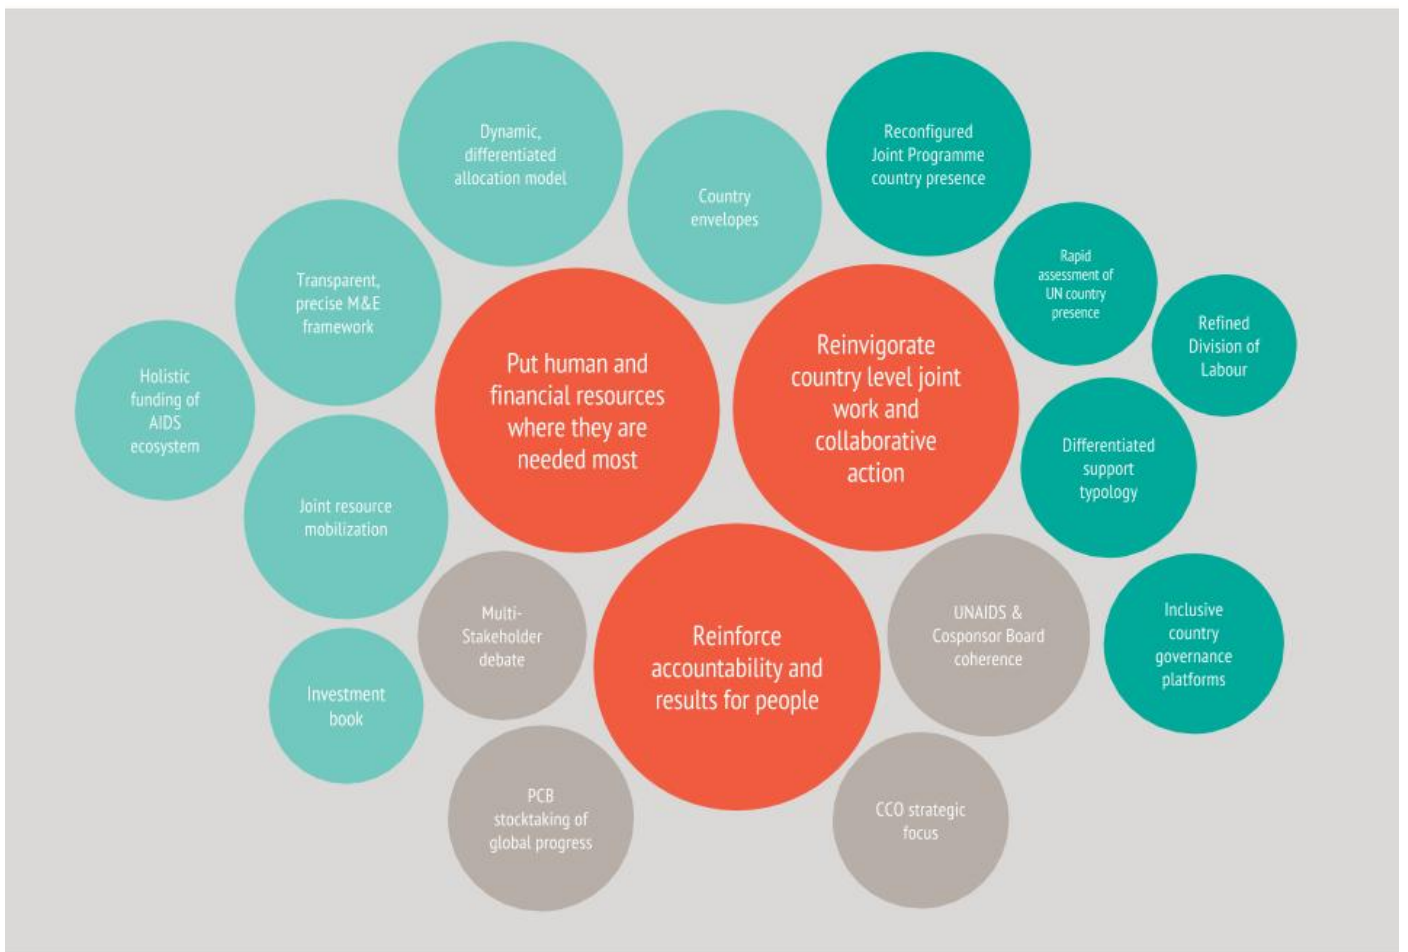 Dynamic,
differentiated
allocation model
Country
envelopes
Reconfigured
Joint Programme
country presence
Transparent,
precise M&E
framework
Rapid
assessment of
UN country
presence
Refined
Division of
Labour
Holistic
funding of
AIDS
ecosystem
Put human and
financial resources
where they are
needed most
Reinvigorate
country level joint
work and
collaborative
action
Differentiated
support
typology
Joint resource
mobilization
Multi-
Stakeholder
debate
Reinforce
accountability and
results for people
UNAIDS &
Cosponsor Board
coherence
Inclusive
country
governance
platforms
Investment
book
PCB
stocktaking of
global progress
CCO strategic
focus